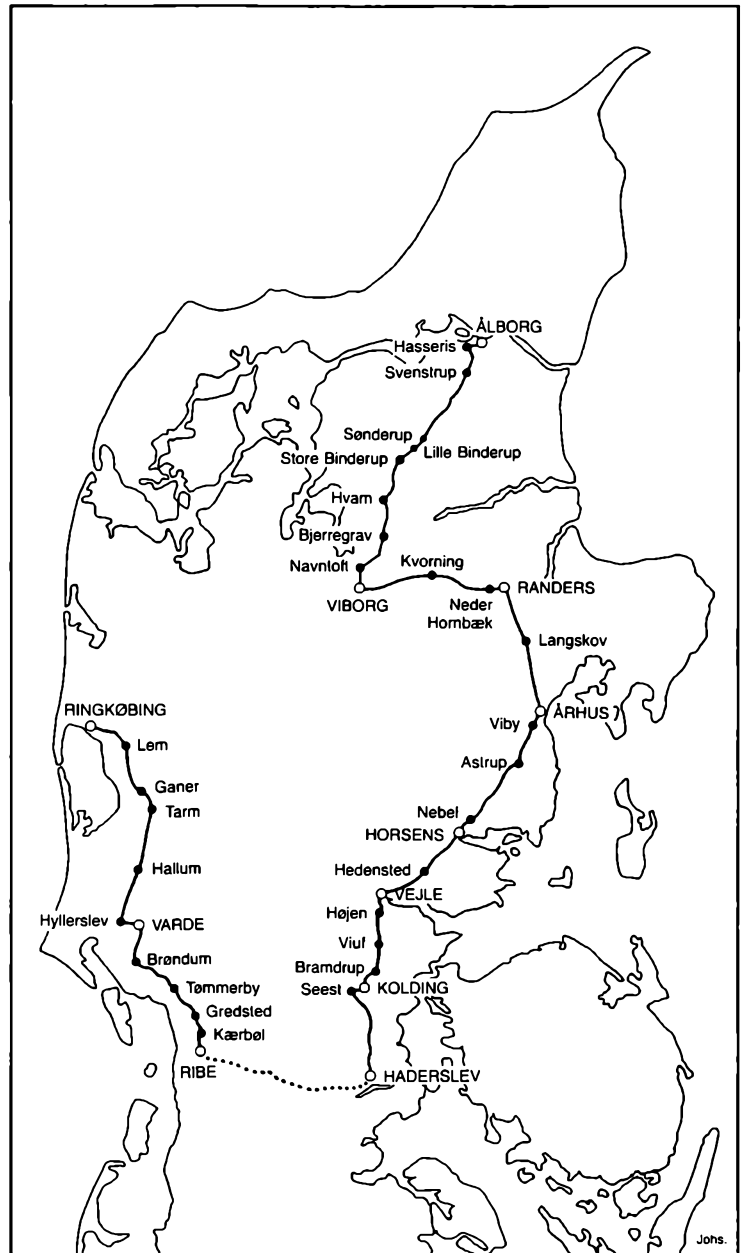 ÅLBORG
Hasseris
Svenstrup
Sønderup
Lille Binderup
Store Binderup
Hvam
Bjerregrav
Navntoft
Kvorning
VIBORG
Neder
Hornbæk
RANDERS
Langskov
RINGKØBING
ÅRHUS
Viby
Lem
Astrup
Ganer
Tarm
Nebel
HORSENS
Hallum
Hedensted
VEJLE
Højen
Hyllerslev
VARDE
Viuf
Brøndum
Bramdrup
Seest
KOLDING
Tømmerby
Gredsted
Kærbøl
RIBE
HADERSLEV
Johs.